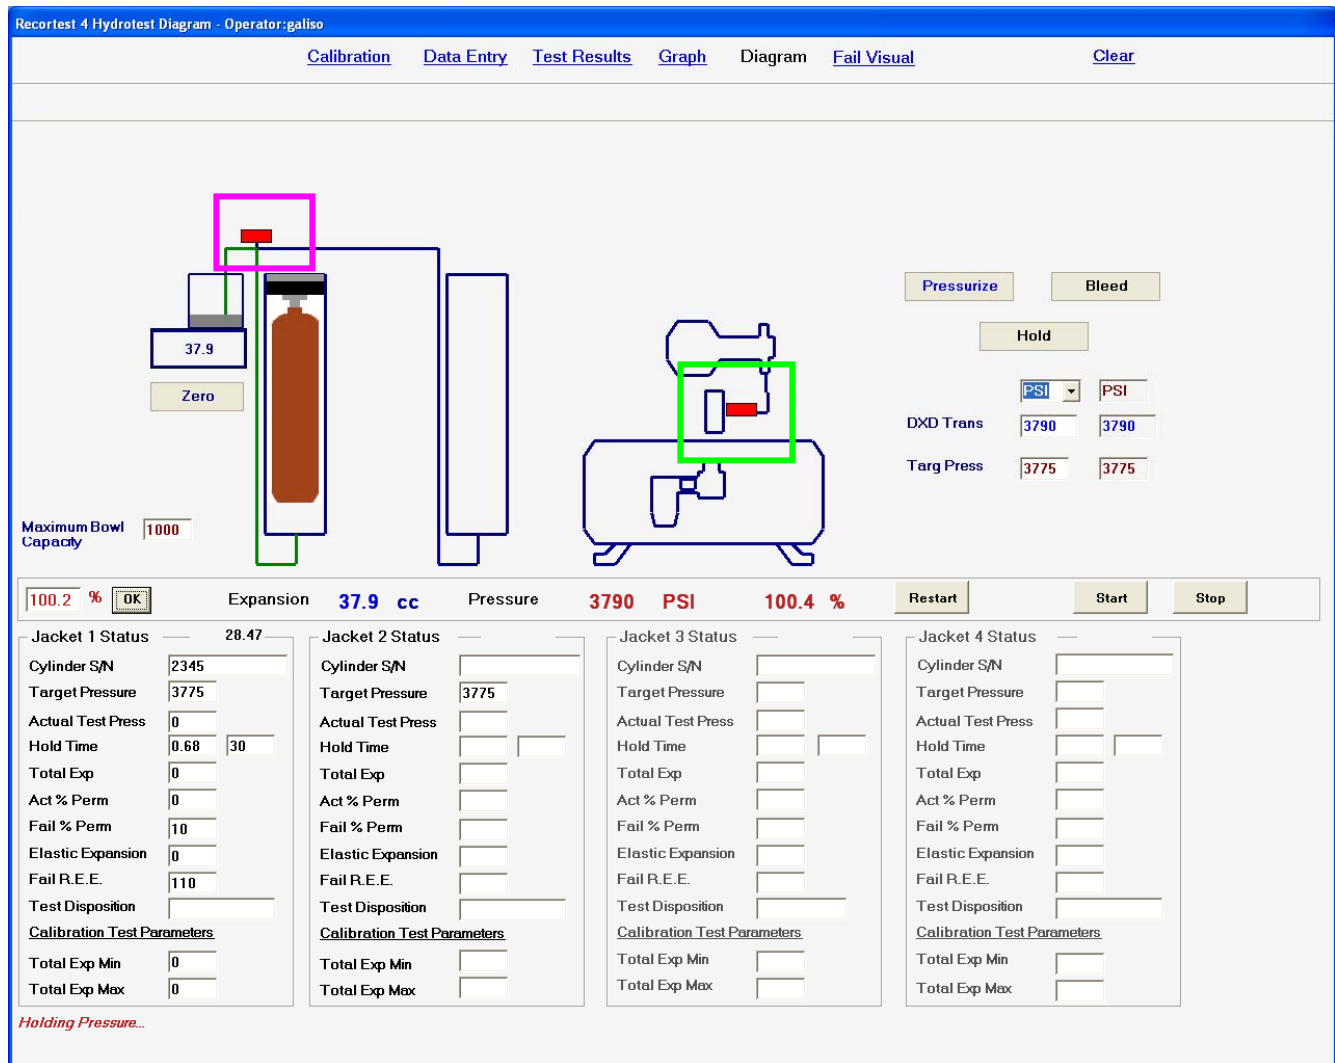 Recortest 4 Hydrotest Diagram - Operator:galiso
Calibration Data Entry Test Results Graph Diagram Fail Visual Clear
Pressurize Bleed
Hold
37.9
Zero
PSI PSI
DXD Trans 3790 3790
Targ Press 3775 3775
Maximum Bowl Capacity 1000
100.2 % OK Expansion 37.9 cc Pressure 3790 PSI 100.4 % Restart Start Stop
Jacket 1 Status 28.47
Cylinder S/N 2345
Target Pressure 3775
Actual Test Press 0
Hold Time 0.68 30
Total Exp 0
Act % Perm 0
Fail % Perm 10
Elastic Expansion 0
Fail R.E.E. 110
Test Disposition
Calibration Test Parameters
Total Exp Min 0
Total Exp Max 0
Jacket 2 Status
Cylinder S/N
Target Pressure 3775
Actual Test Press
Hold Time
Total Exp
Act % Perm
Fail % Perm
Elastic Expansion
Fail R.E.E.
Test Disposition
Calibration Test Parameters
Total Exp Min
Total Exp Max
Jacket 3 Status
Cylinder S/N
Target Pressure
Actual Test Press
Hold Time
Total Exp
Act % Perm
Fail % Perm
Elastic Expansion
Fail R.E.E.
Test Disposition
Calibration Test Parameters
Total Exp Min
Total Exp Max
Jacket 4 Status
Cylinder S/N
Target Pressure
Actual Test Press
Hold Time
Total Exp
Act % Perm
Fail % Perm
Elastic Expansion
Fail R.E.E.
Test Disposition
Calibration Test Parameters
Total Exp Min
Total Exp Max
Holding Pressure...